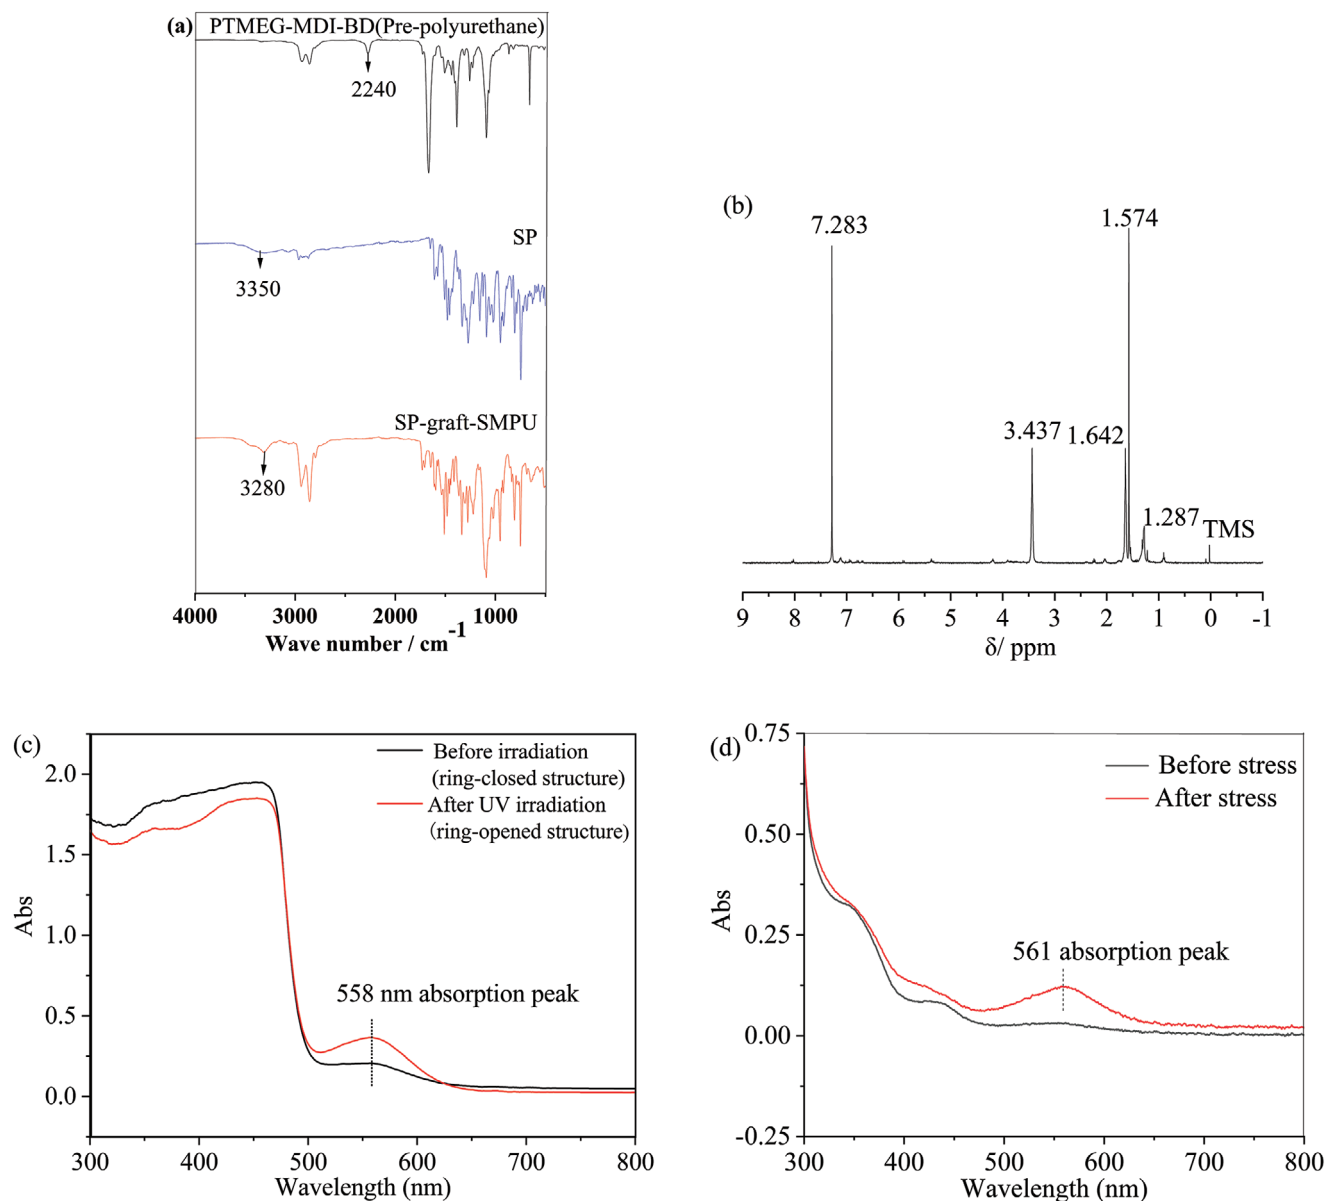 (a)
PTMEG-MDI-BD(Pre-polyurethane)
2240
SP
3350
SP-graft-SMPU
3280
4000 3000 2000 1000
Wave number / cm-1
(b)
7.283
1.574
3.437
1.642
1.287
TMS
9 8 7 6 5 4 3 2 1 0 -1
δ/ ppm
(c)
Before irradiation
(ring-closed structure)
After UV irradiation
(ring-opened structure)
558 nm absorption peak
2.0
1.5
1.0
0.5
0.0
Abs
300 400 500 600 700 800
Wavelength (nm)
(d)
Before stress
After stress
561 absorption peak
0.75
0.50
0.25
0.00
-0.25
Abs
300 400 500 600 700 800
Wavelength (nm)